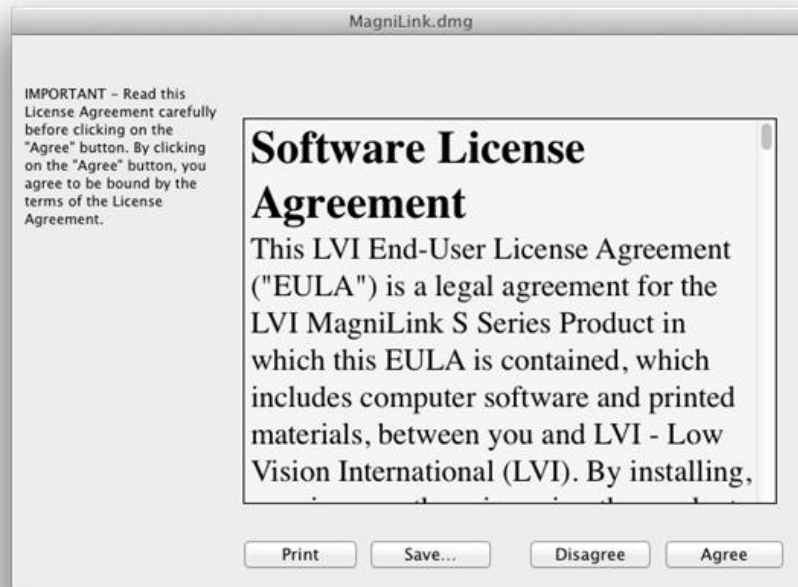 MagniLink.dmg
IMPORTANT – Read this
License Agreement carefully
before clicking on the
"Agree" button. By clicking
on the "Agree" button, you
agree to be bound by the
terms of the License
Agreement.
Software License
Agreement
This LVI End-User License Agreement
("EULA") is a legal agreement for the
LVI MagniLink S Series Product in
which this EULA is contained, which
includes computer software and printed
materials, between you and LVI - Low
Vision International (LVI). By installing,
Print
Save...
Disagree
Agree